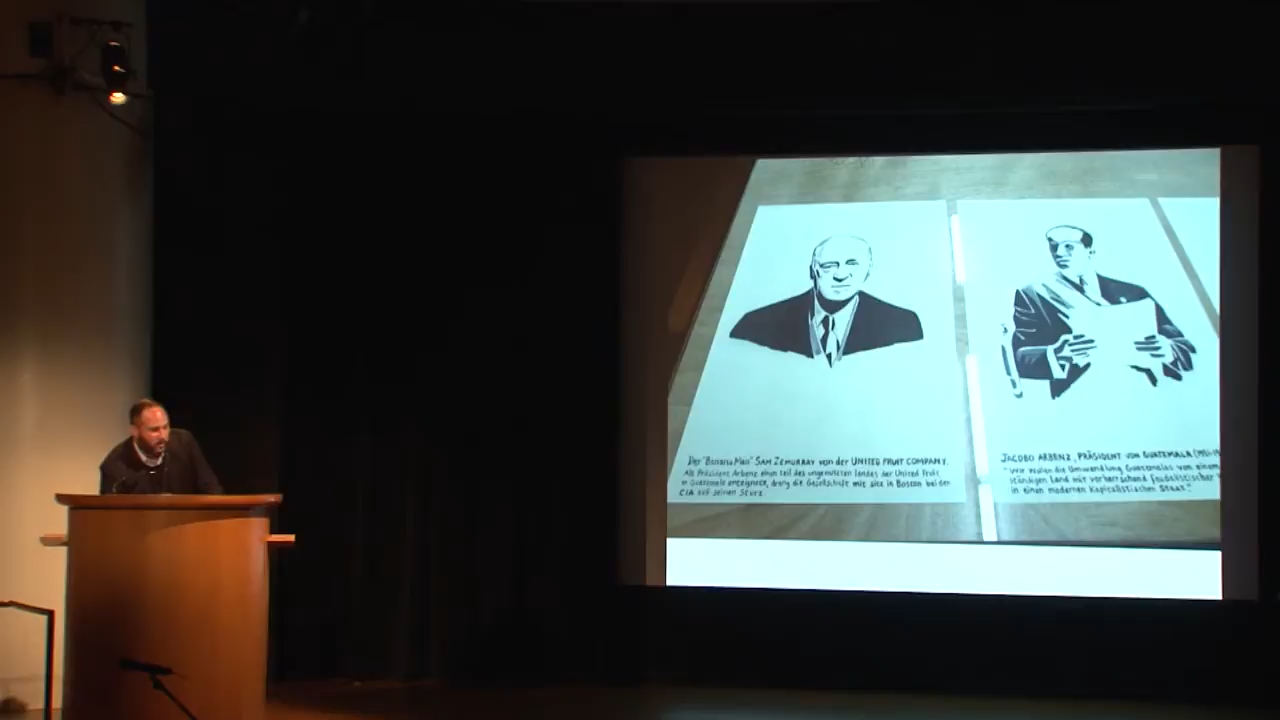 Der "Banana Man" SAM ZEMURRAY von der UNITED FRUIT COMPANY.
Als Präsident Arbenz einen teil des ungenutzten landes der United Fruit
in Guatemala enteignete, drang die Gesellschaft mit sitz in Boston bei der
CIA auf seinen Sturz.
JACOBO ARBENZ, PRÄSIDENT VON GUATEMALA (1951-19
"Wir wollen die Umwandlung Guatemalas von einem
ständigen Land mit vorherrschend feudalistischer
in einen modernen Kapitalistischen Staat."